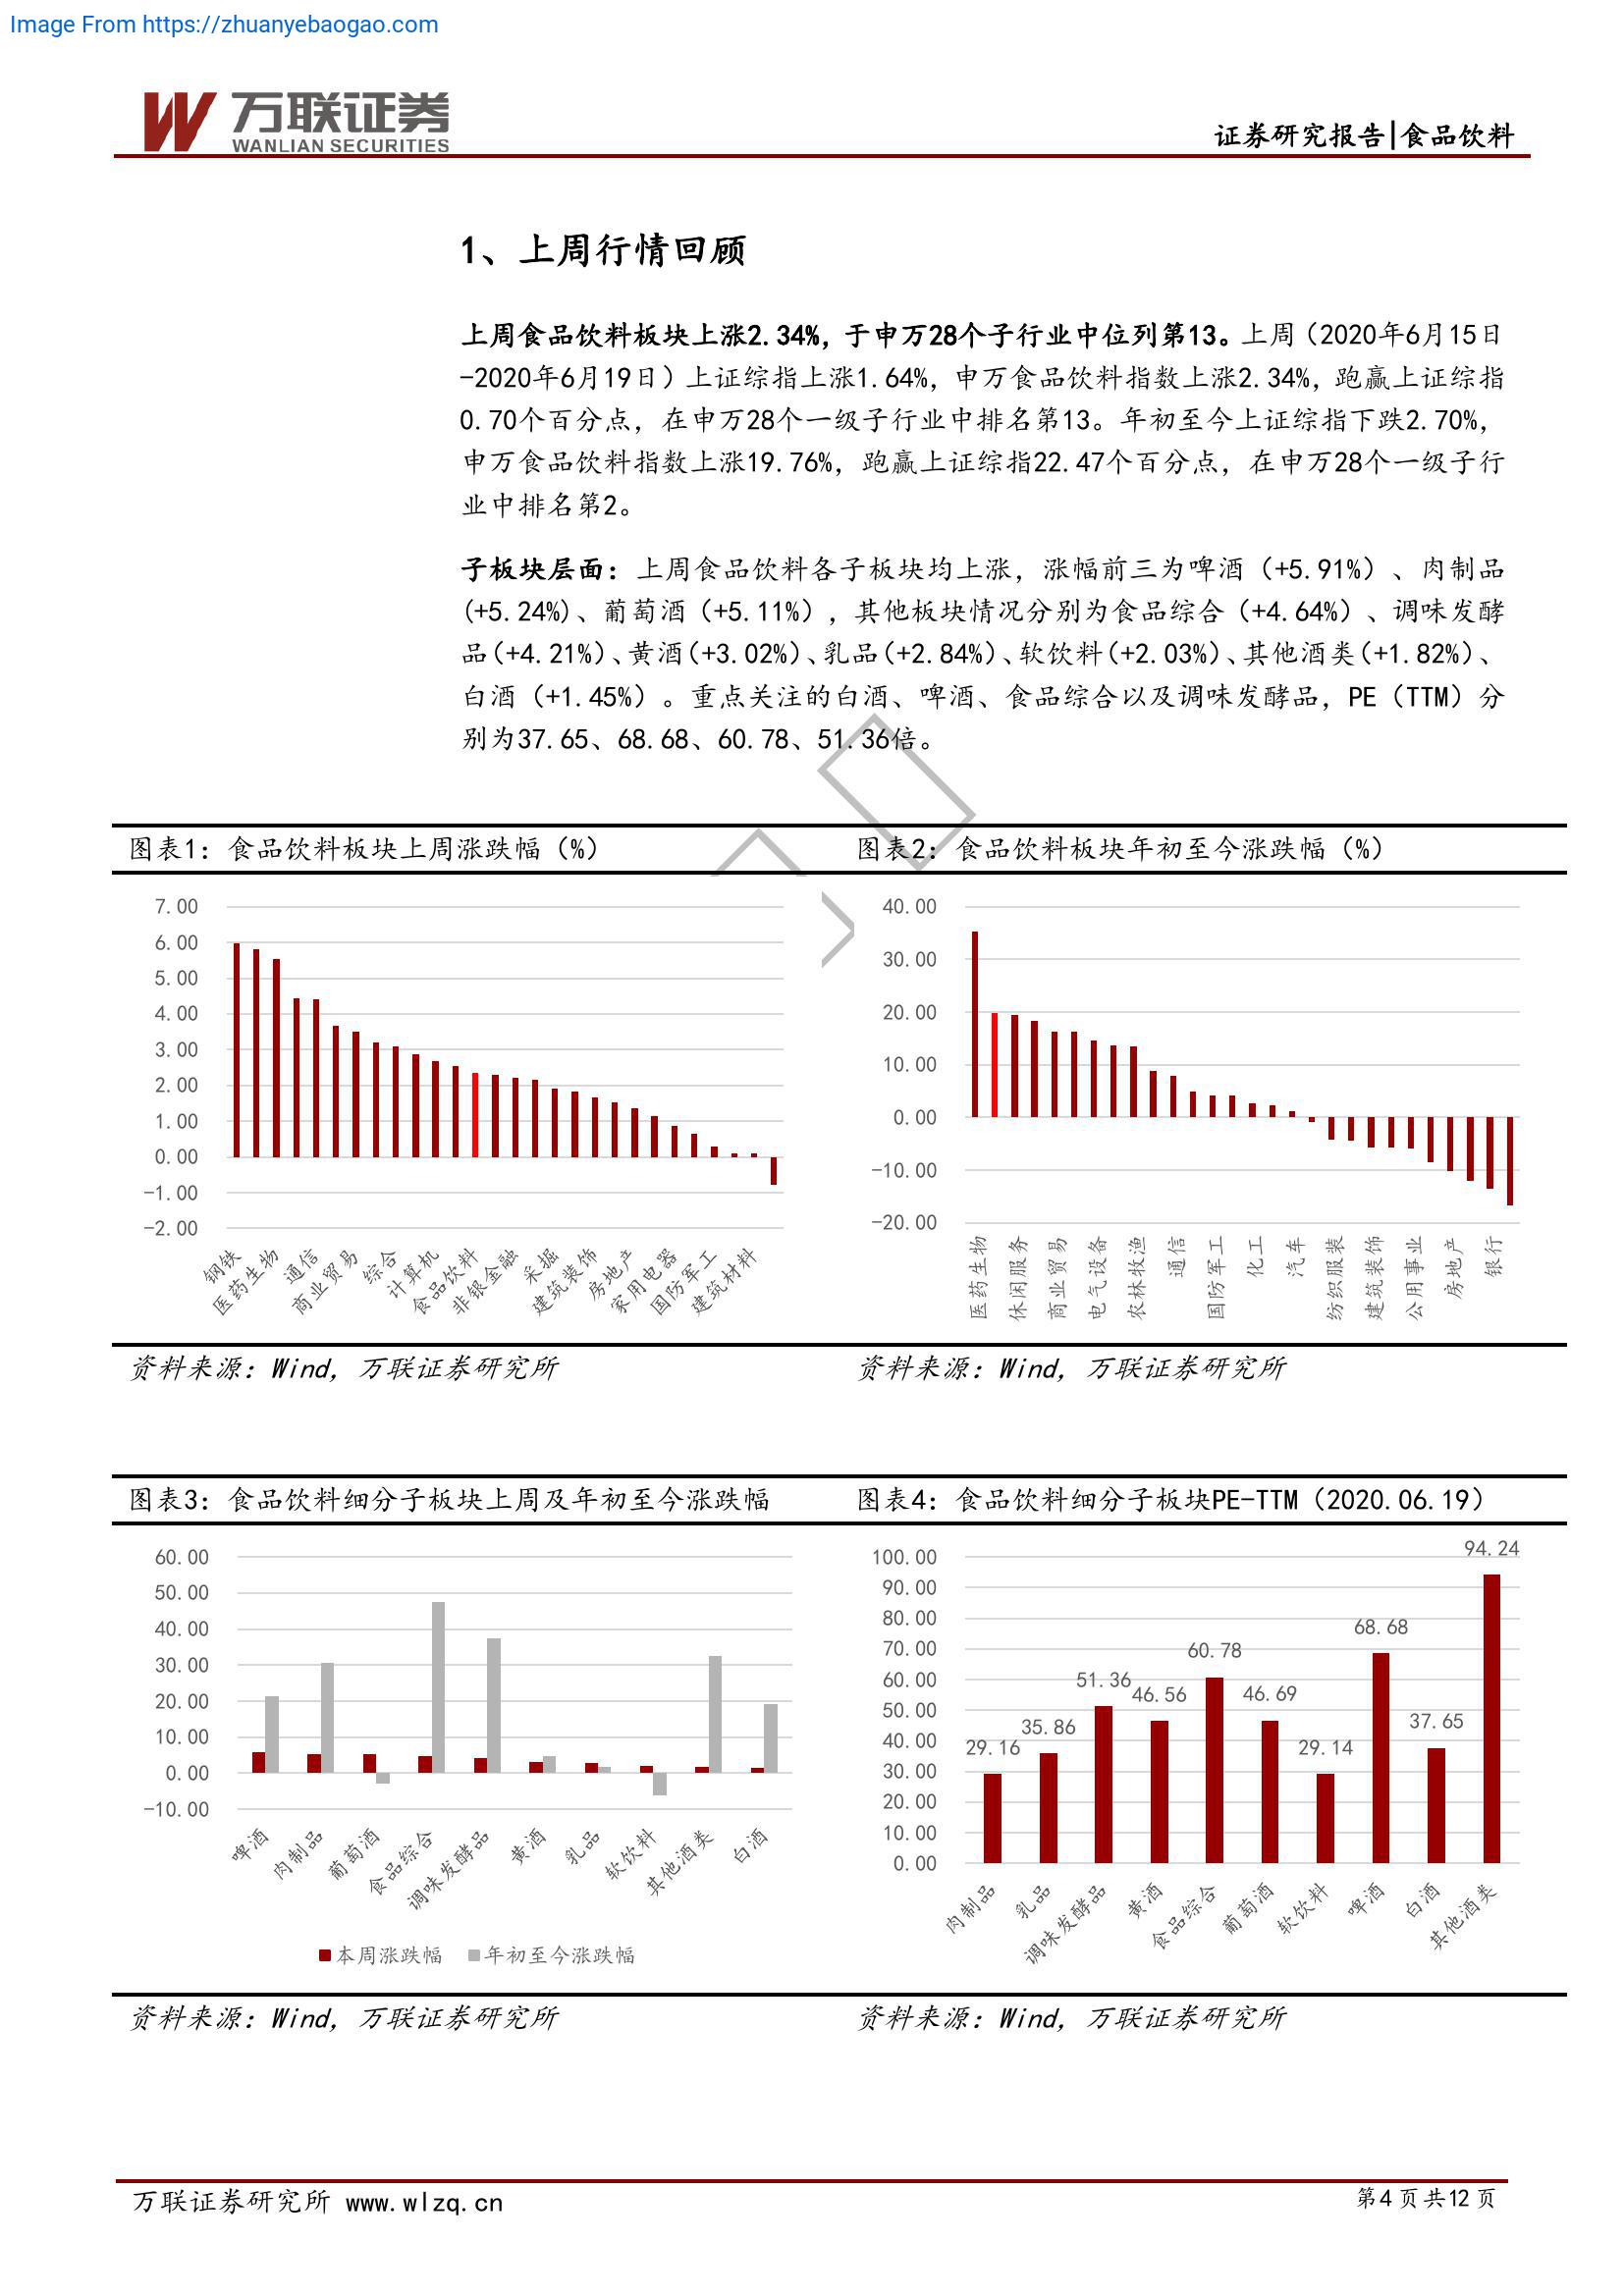 Image From https://zhuanyebaogao.com
万联证券
WANLIAN SECURITIES
证券研究报告|食品饮料
1、上周行情回顾
上周食品饮料板块上涨2.34%，于申万28个子行业中位列第13。上周（2020年6月15日
-2020年6月19日）上证综指上涨1.64%，申万食品饮料指数上涨2.34%，跑赢上证综指
0.70个百分点，在申万28个一级子行业中排名第13。年初至今上证综指下跌2.70%，
申万食品饮料指数上涨19.76%，跑赢上证综指22.47个百分点，在申万28个一级子行
业中排名第2。
子板块层面：上周食品饮料各子板块均上涨，涨幅前三为啤酒（+5.91%）、肉制品
(+5.24%)、葡萄酒（+5.11%），其他板块情况分别为食品综合（+4.64%）、调味发酵
品(+4.21%)、黄酒(+3.02%)、乳品(+2.84%)、软饮料(+2.03%)、其他酒类(+1.82%)、
白酒（+1.45%）。重点关注的白酒、啤酒、食品综合以及调味发酵品，PE（TTM）分
别为37.65、68.68、60.78、51.36倍。
图表1：食品饮料板块上周涨跌幅（%）
7.00
6.00
5.00
4.00
3.00
2.00
1.00
0.00
-1.00
-2.00
钢铁 医药生物 通信 商业贸易 综合 计算机 食品饮料 非银金融 采掘 建筑装饰 房地产 家用电器 国防军工 建筑材料
资料来源：Wind，万联证券研究所
图表2：食品饮料板块年初至今涨跌幅（%）
40.00
30.00
20.00
10.00
0.00
-10.00
-20.00
医药生物 休闲服务 商业贸易 电气设备 农林牧渔 通信 国防军工 化工 汽车 纺织服装 建筑装饰 公用事业 房地产 银行
资料来源：Wind，万联证券研究所
图表3：食品饮料细分子板块上周及年初至今涨跌幅
60.00
50.00
40.00
30.00
20.00
10.00
0.00
-10.00
啤酒 肉制品 葡萄酒 食品综合 调味发酵品 黄酒 乳品 软饮料 其他酒类 白酒
本周涨跌幅 年初至今涨跌幅
资料来源：Wind，万联证券研究所
图表4：食品饮料细分子板块PE-TTM（2020.06.19）
100.00
90.00
80.00
70.00
60.00
50.00
40.00
30.00
20.00
10.00
0.00
29.16 35.86 51.36 46.56 60.78 46.69 29.14 68.68 37.65 94.24
肉制品 乳品 调味发酵品 黄酒 食品综合 葡萄酒 软饮料 啤酒 白酒 其他酒类
资料来源：Wind，万联证券研究所
万联证券研究所 www.wlzq.cn
第4页共12页